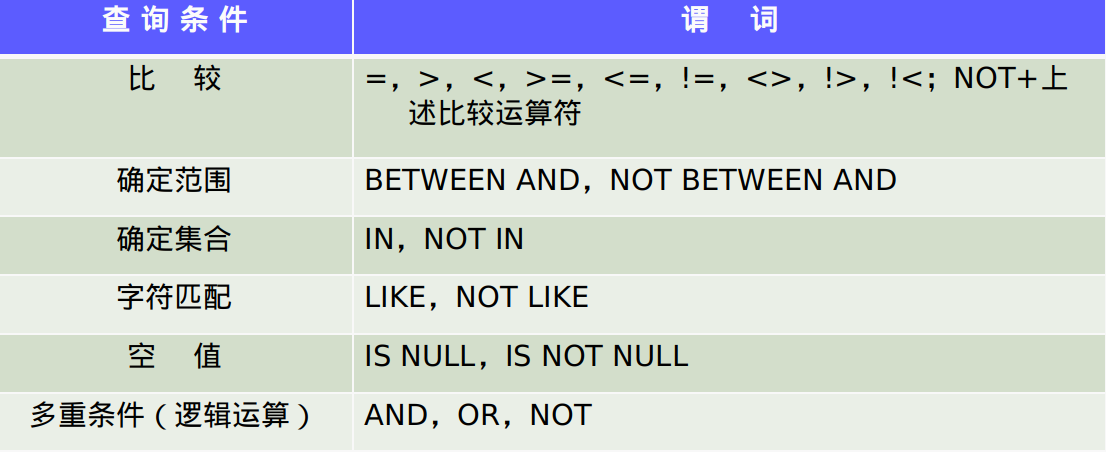 查询条件 谓 词
比 较 =，>，<，>=，<=，!=，<>，!>，!<；NOT+上
述比较运算符
确定范围 BETWEEN AND，NOT BETWEEN AND
确定集合 IN，NOT IN
字符匹配 LIKE，NOT LIKE
空 值 IS NULL，IS NOT NULL
多重条件（逻辑运算） AND，OR，NOT